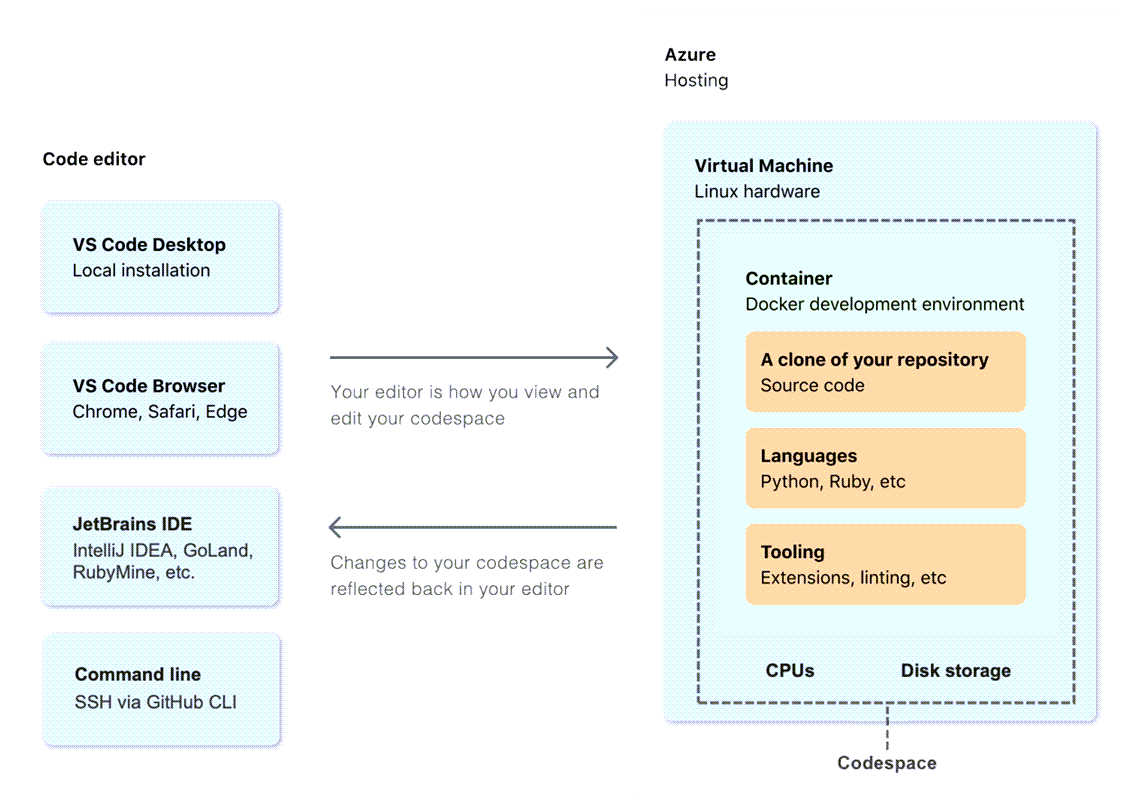 Code editor
VS Code Desktop
Local installation
VS Code Browser
Chrome, Safari, Edge
JetBrains IDE
IntelliJ IDEA, GoLand,
RubyMine, etc.
Command line
SSH via GitHub CLI
Your editor is how you view and
edit your codespace
Changes to your codespace are
reflected back in your editor
Azure
Hosting
Virtual Machine
Linux hardware
Container
Docker development environment
A clone of your repository
Source code
Languages
Python, Ruby, etc
Tooling
Extensions, linting, etc
CPUs
Disk storage
Codespace